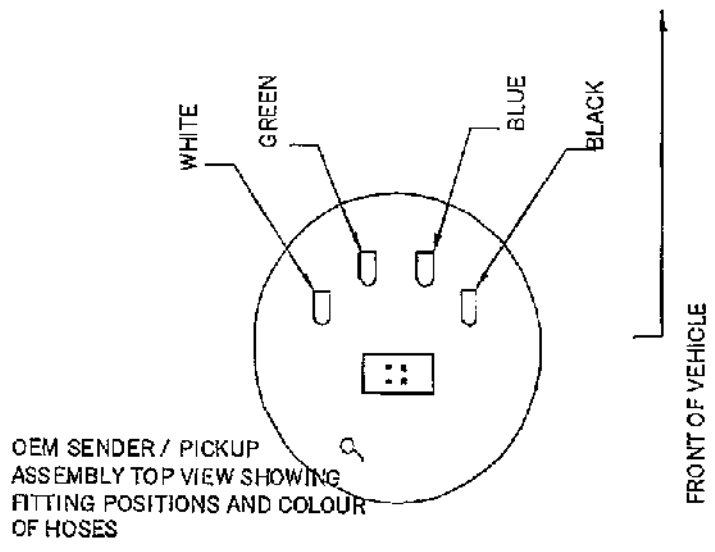 WHITE
GREEN
BLUE
BLACK
FRONT OF VEHICLE
OEM SENDER / PICKUP
ASSEMBLY TOP VIEW SHOWING
FITTING POSITIONS AND COLOUR
OF HOSES